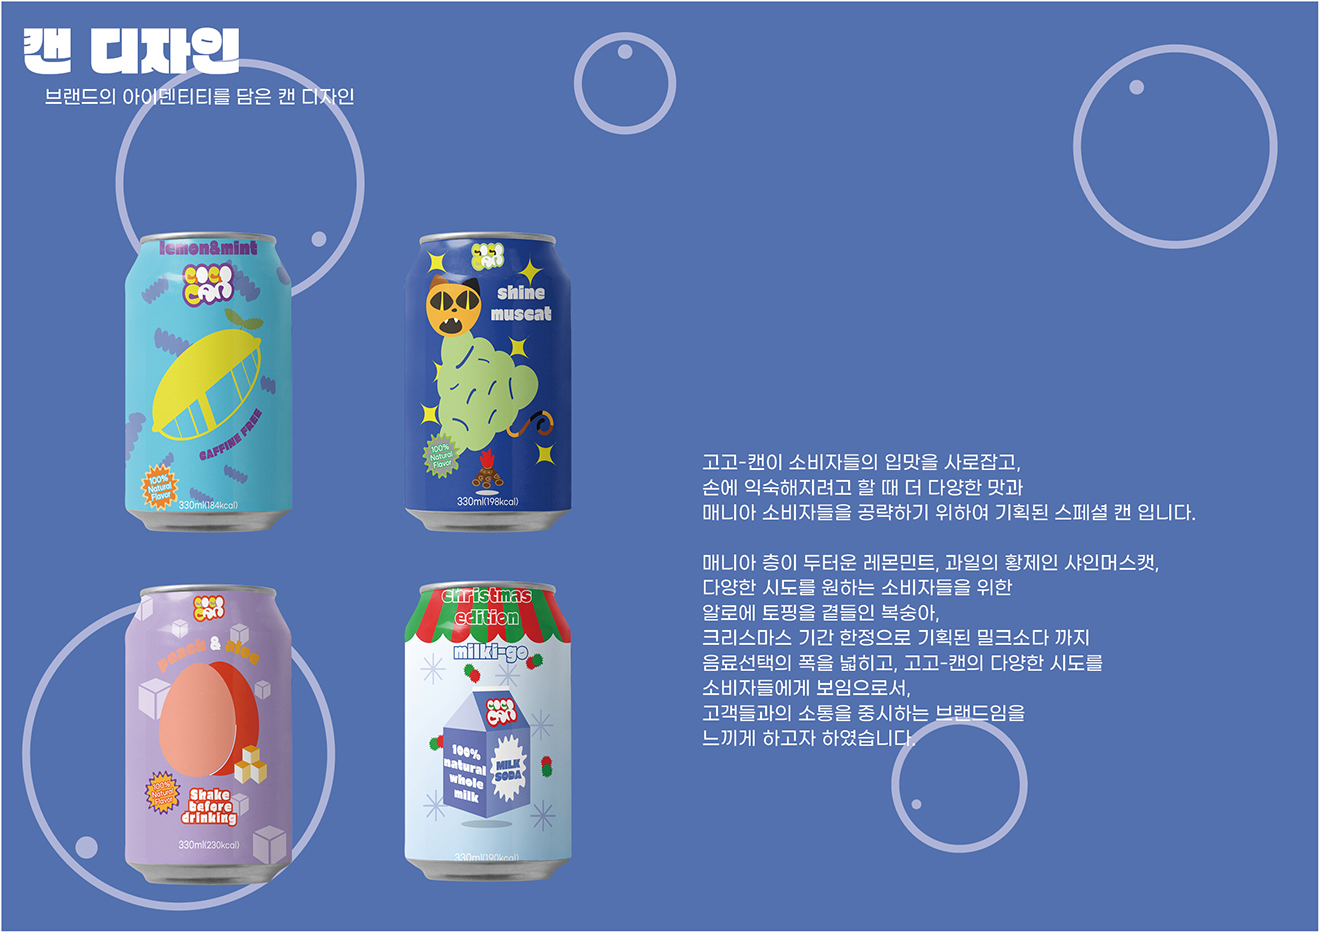 캔 디자인
브랜드의 아이덴티티를 담은 캔 디자인
lemon&mint
GOGO
CAN
CAFFINE FREE
100%
Natural
Flavor
330ml(184kcal)
GOGO
CAN
shine
muscat
100%
Natural
Flavor
330ml(198kcal)
고고-캔이 소비자들의 입맛을 사로잡고,
손에 익숙해지려고 할 때 더 다양한 맛과
매니아 소비자들을 공략하기 위하여 기획된 스페셜 캔 입니다.
매니아 층이 두터운 레몬민트, 과일의 황제인 샤인머스캣,
다양한 시도를 원하는 소비자들을 위한
알로에 토핑을 곁들인 복숭아,
크리스마스 기간 한정으로 기획된 밀크소다 까지
음료선택의 폭을 넓히고, 고고-캔의 다양한 시도를
소비자들에게 보임으로서,
고객들과의 소통을 중시하는 브랜드임을
느끼게 하고자 하였습니다.
GOGO
CAN
peach & aloe
100%
Natural
Flavor
Shake
before
drinking
330ml(230kcal)
christmas
edition
milki-go
GOGO
CAN
100%
natural
whole
milk
MILK
SODA
330ml(190kcal)